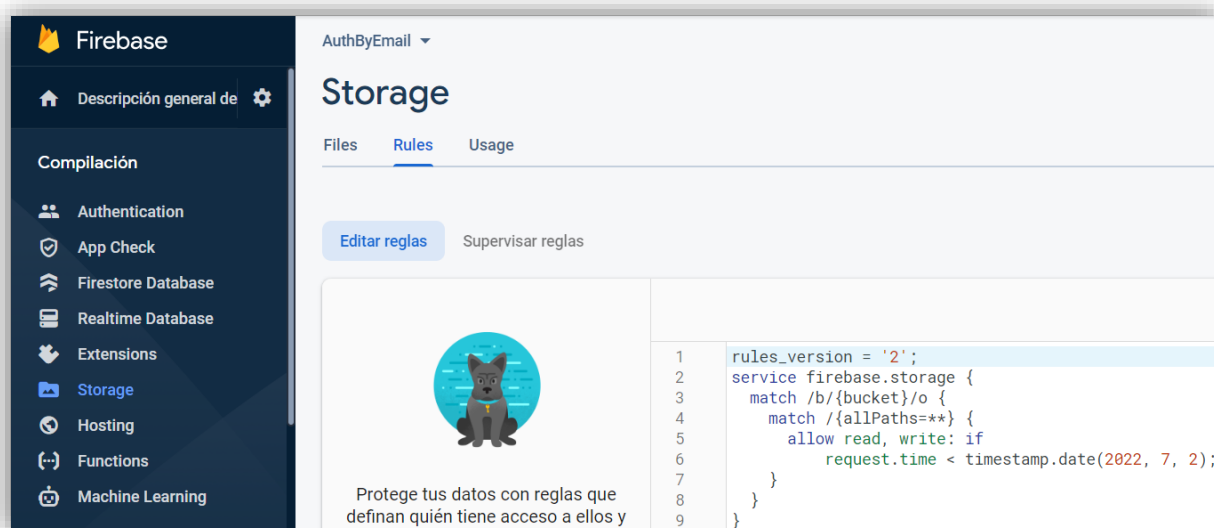 Firebase
Descripción general de
Compilación
Authentication
App Check
Firestore Database
Realtime Database
Extensions
Storage
Hosting
Functions
Machine Learning
AuthByEmail
Storage
Files Rules Usage
Editar reglas Supervisar reglas
Protege tus datos con reglas que
definan quién tiene acceso a ellos y
1 rules_version = '2';
2 service firebase.storage {
3 match /b/{bucket}/o {
4 match /{allPaths=**} {
5 allow read, write: if
6 request.time < timestamp.date(2022, 7, 2);
7 }
8 }
9 }